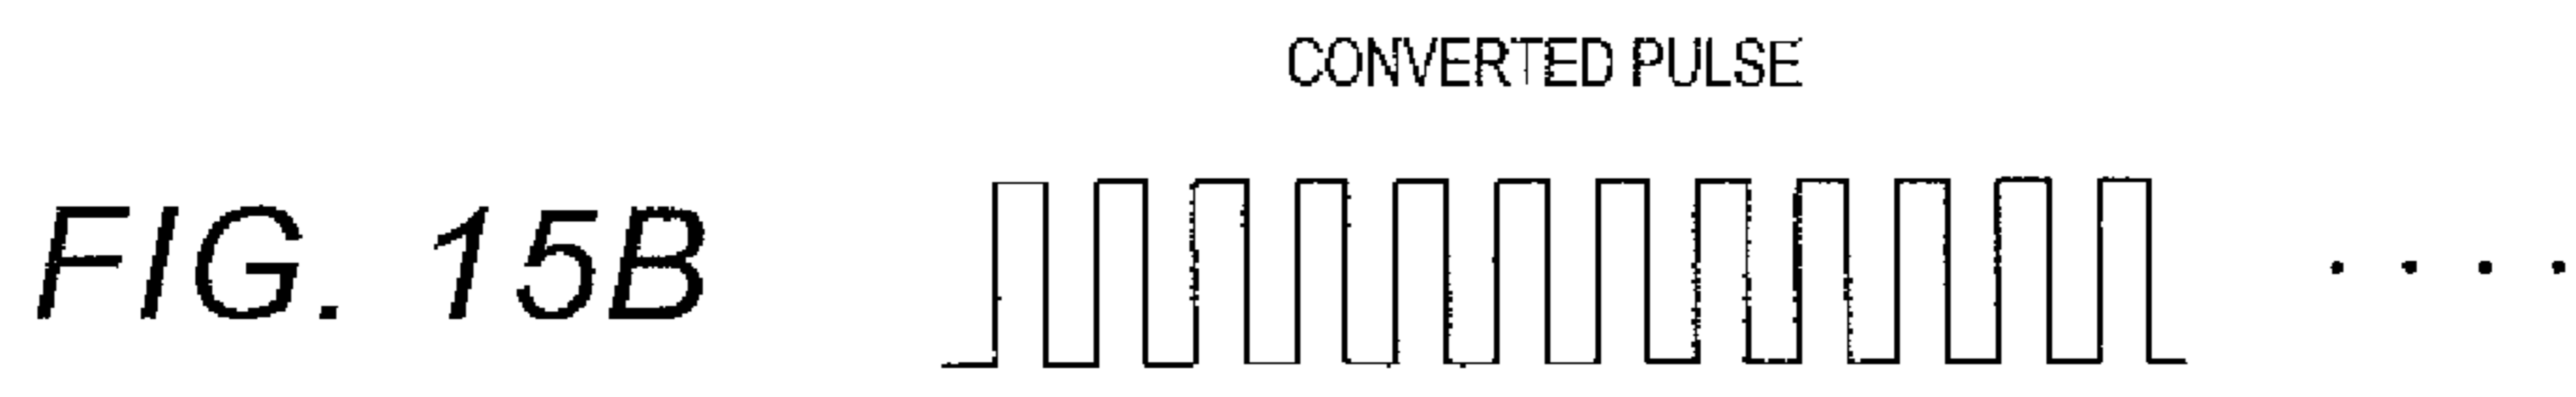 CONVERTED PULSE
FIG. 15B
. . . .